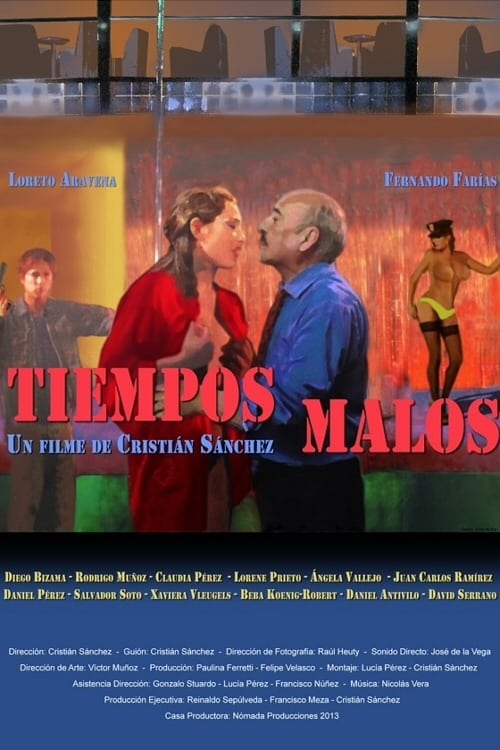 Loreto Aravena
Fernando Farías
TIEMPOS
MALOS
Un filme de Cristián Sánchez
Diego Bizama - Rodrigo Muñoz - Claudia Pérez - Lorene Prieto - Ángela Vallejo - Juan Carlos Ramírez
Daniel Pérez - Salvador Soto - Xaviera Vleugels - Beba Koenig-Robert - Daniel Antivilo - David Serrano
Dirección: Cristián Sánchez - Guión: Cristián Sánchez - Dirección de Fotografía: Raúl Heuty - Sonido Directo: José de la Vega
Dirección de Arte: Víctor Muñoz - Producción: Paulina Ferretti - Felipe Velasco - Montaje: Lucía Pérez - Cristián Sánchez
Asistencia Dirección: Gonzalo Stuardo - Lucía Pérez - Francisco Núñez - Música: Nicolás Vera
Producción Ejecutiva: Reinaldo Sepúlveda - Francisco Meza - Cristián Sánchez
Casa Productora: Nómada Producciones 2013